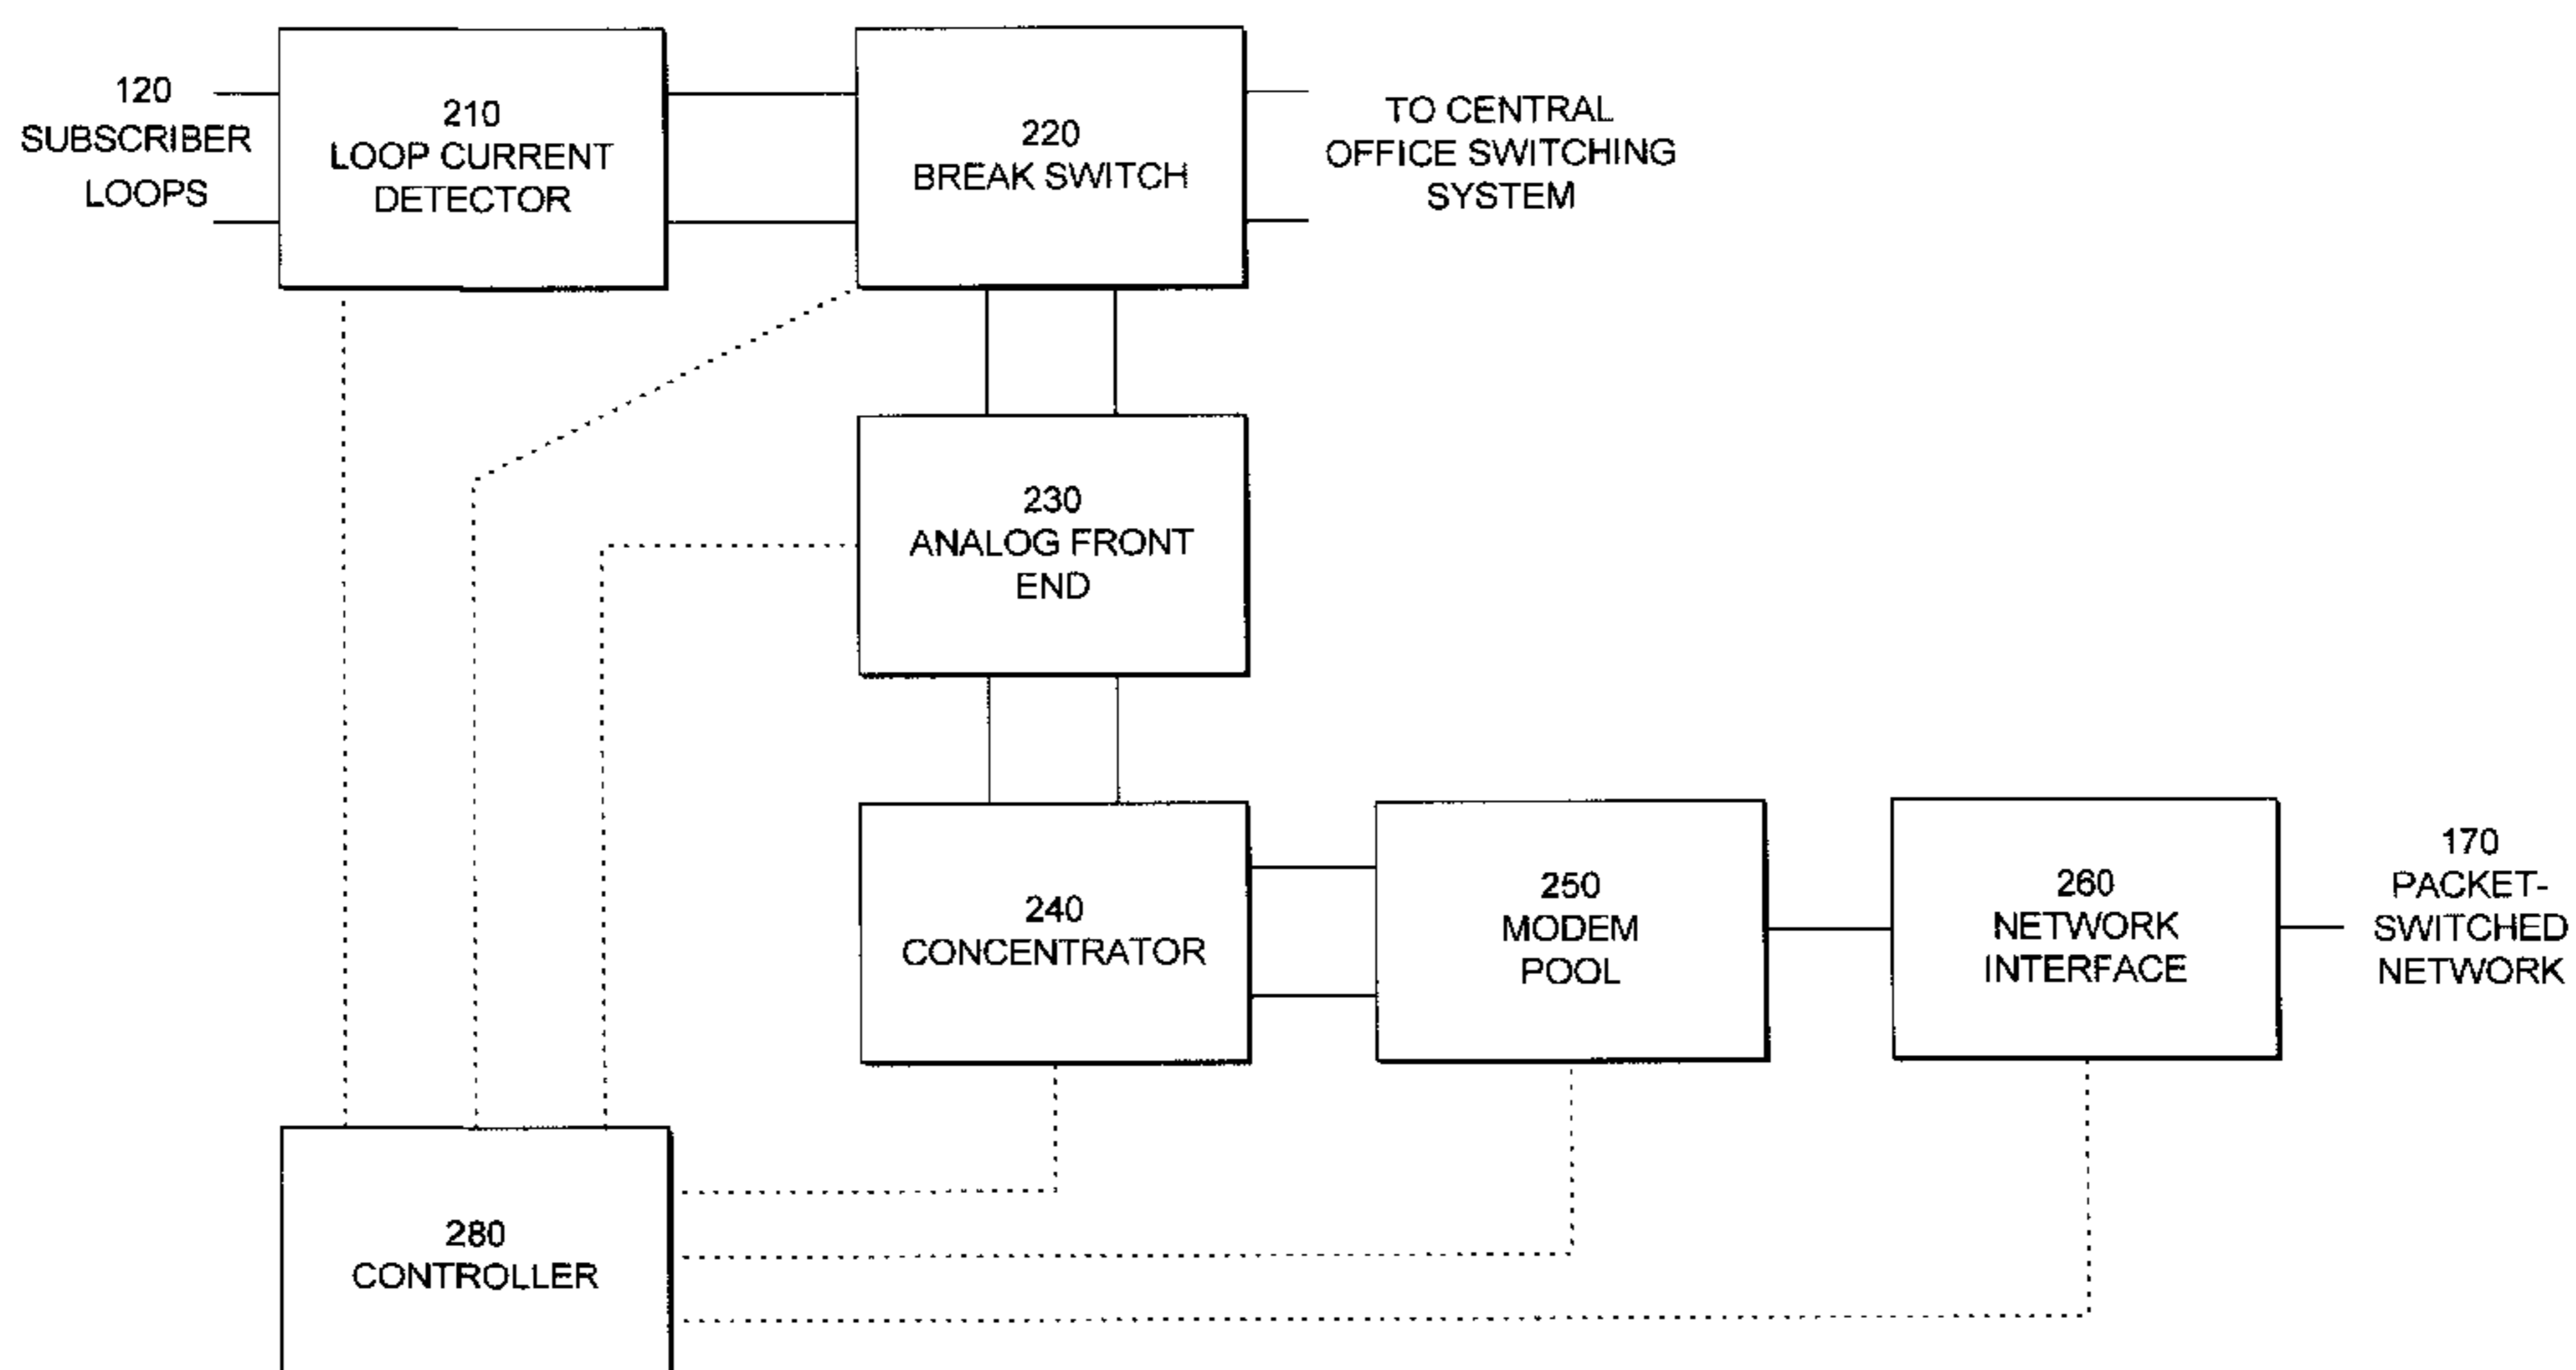 120
SUBSCRIBER
LOOPS
210
LOOP CURRENT
DETECTOR
220
BREAK SWITCH
TO CENTRAL
OFFICE SWITCHING
SYSTEM
230
ANALOG FRONT
END
240
CONCENTRATOR
250
MODEM
POOL
260
NETWORK
INTERFACE
170
PACKET-
SWITCHED
NETWORK
280
CONTROLLER